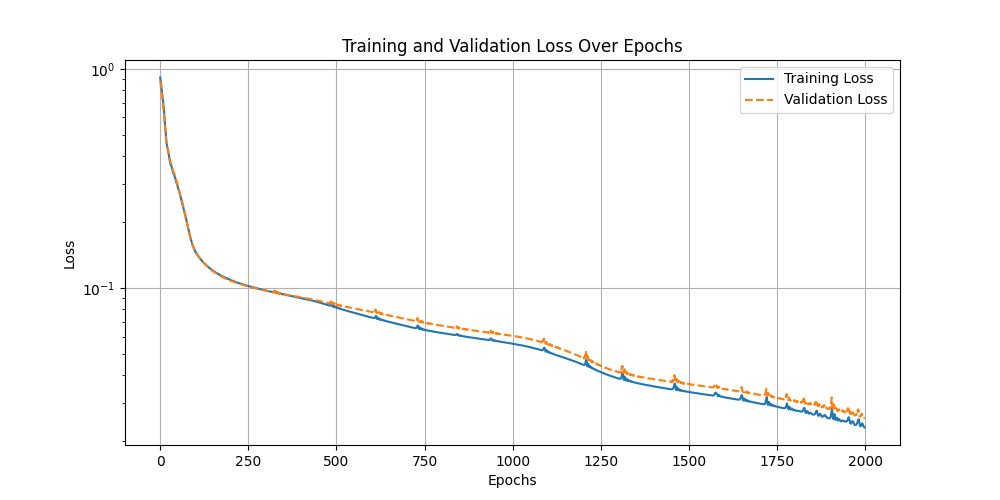 Training and Validation Loss Over Epochs
Training Loss
Validation Loss
Loss
10⁰
10⁻¹
0 250 500 750 1000 1250 1500 1750 2000
Epochs